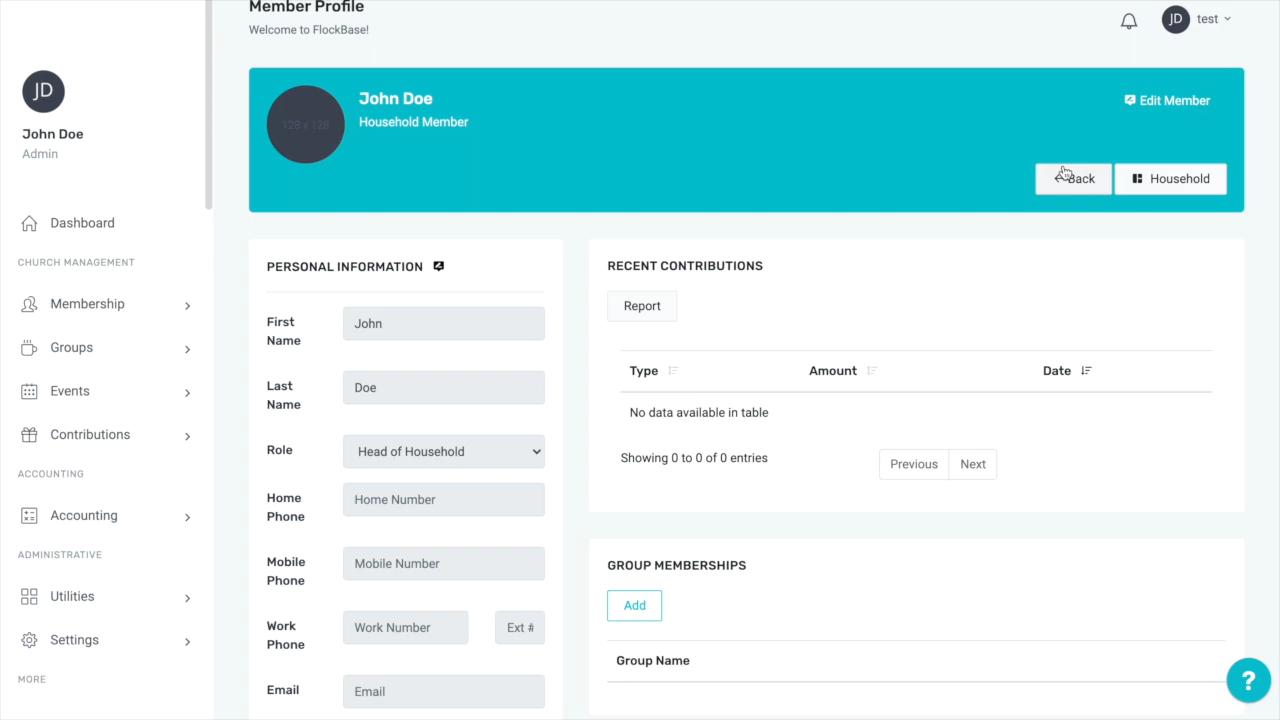 Member Profile
Welcome to FlockBase!
JD
test
JD
John Doe
Admin
Dashboard
CHURCH MANAGEMENT
Membership
Groups
Events
Contributions
ACCOUNTING
Accounting
ADMINISTRATIVE
Utilities
Settings
MORE
128 x 128
John Doe
Household Member
Edit Member
Back
Household
PERSONAL INFORMATION
First Name
John
Last Name
Doe
Role
Head of Household
Home Phone
Home Number
Mobile Phone
Mobile Number
Work Phone
Work Number
Ext #
Email
Email
RECENT CONTRIBUTIONS
Report
Type
Amount
Date
No data available in table
Showing 0 to 0 of 0 entries
Previous
Next
GROUP MEMBERSHIPS
Add
Group Name
?